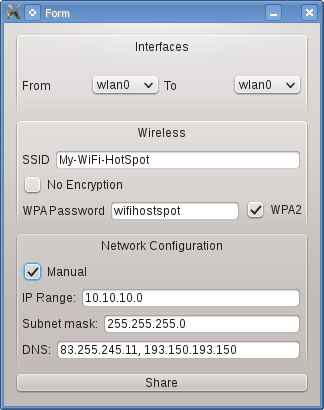 Form
Interfaces
From wlan0 To wlan0
Wireless
SSID My-WiFi-HotSpot
No Encryption
WPA Password wifihostspot WPA2
Network Configuration
Manual
IP Range: 10.10.10.0
Subnet mask: 255.255.255.0
DNS: 83.255.245.11, 193.150.193.150
Share